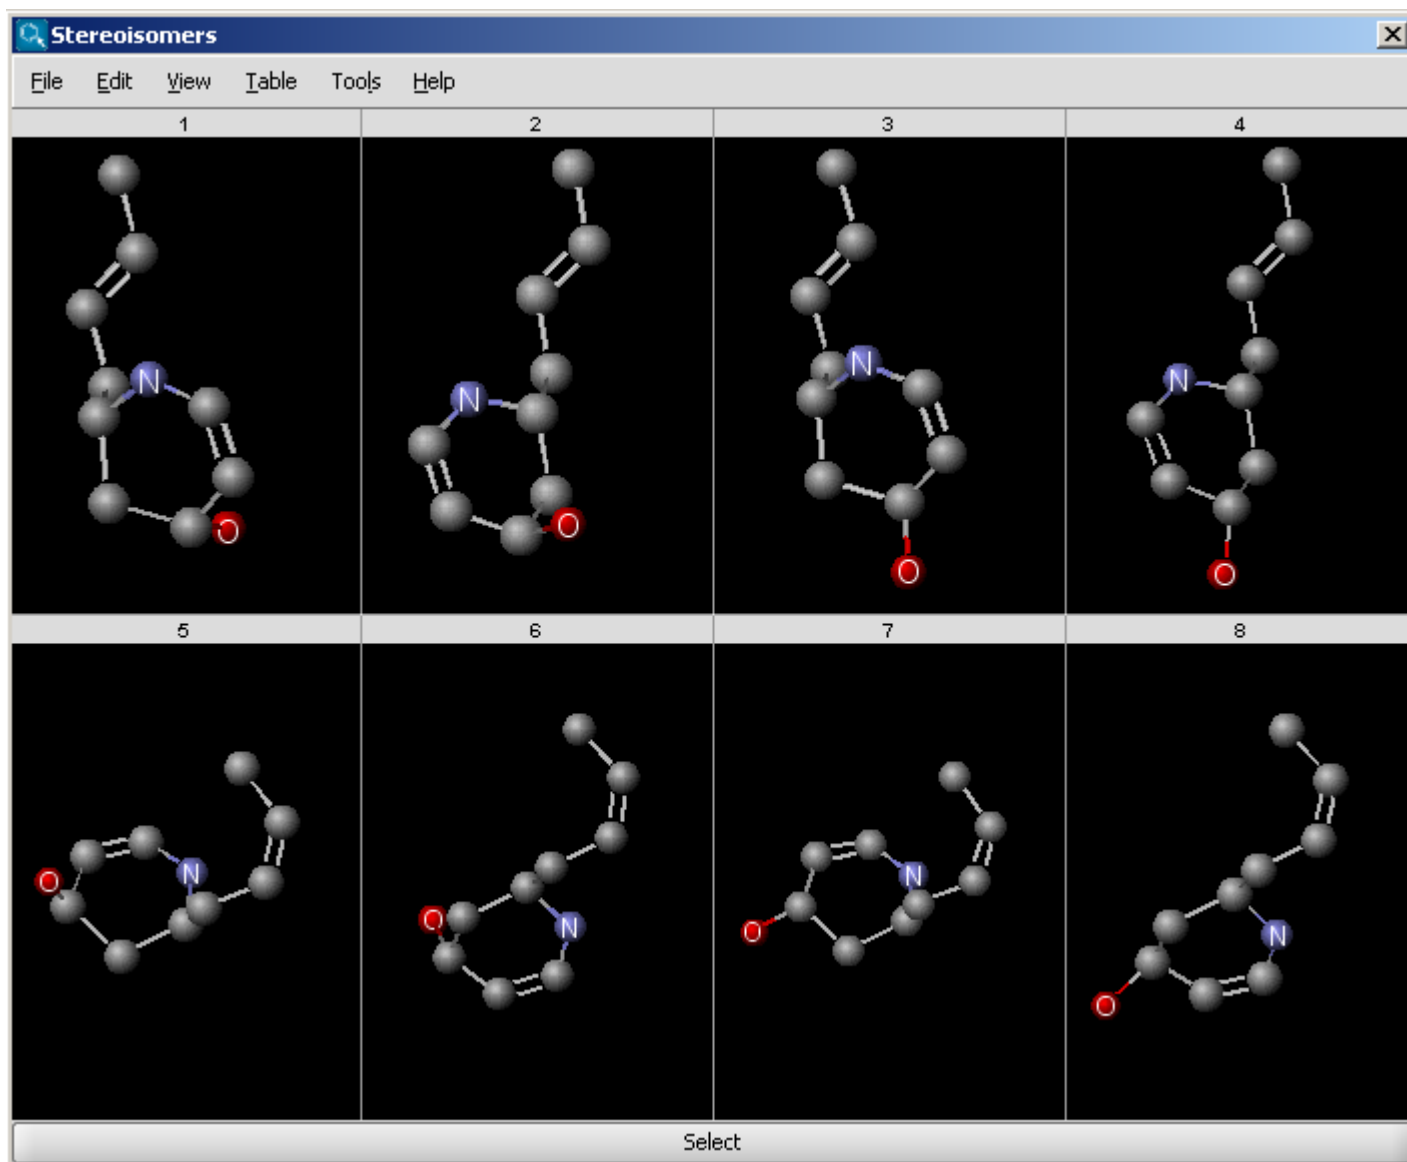 Stereoisomers
File Edit View Table Tools Help
1 2 3 4
N N N N
O O O O
5 6 7 8
O N O N O N O N
Select